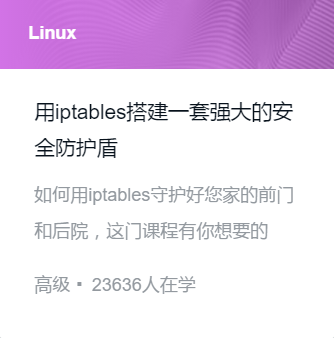 Linux
用iptables搭建一套强大的安
全防护盾
如何用iptables守护好您家的前门
和后院，这门课程有你想要的
高级 · 23636人在学